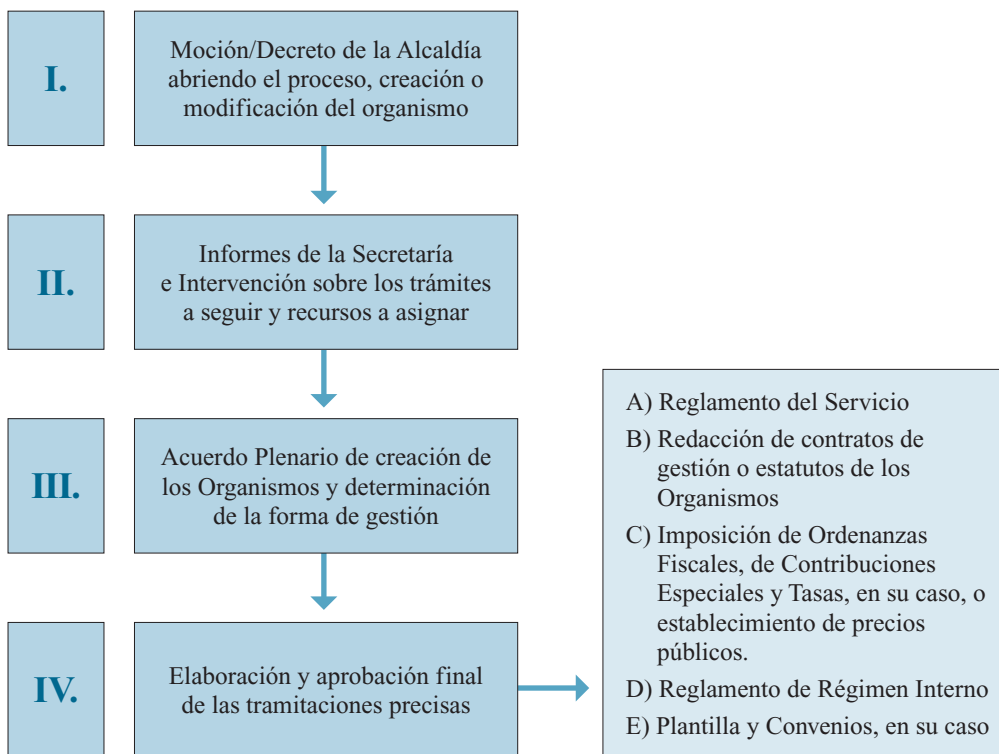 I.
Moción/Decreto de la Alcaldía
abriendo el proceso, creación o
modificación del organismo
II.
Informes de la Secretaría
e Intervención sobre los trámites
a seguir y recursos a asignar
III.
Acuerdo Plenario de creación de
los Organismos y determinación
de la forma de gestión
IV.
Elaboración y aprobación final
de las tramitaciones precisas
A) Reglamento del Servicio
B) Redacción de contratos de
gestión o estatutos de los
Organismos
C) Imposición de Ordenanzas
Fiscales, de Contribuciones
Especiales y Tasas, en su caso, o
establecimiento de precios
públicos.
D) Reglamento de Régimen Interno
E) Plantilla y Convenios, en su caso